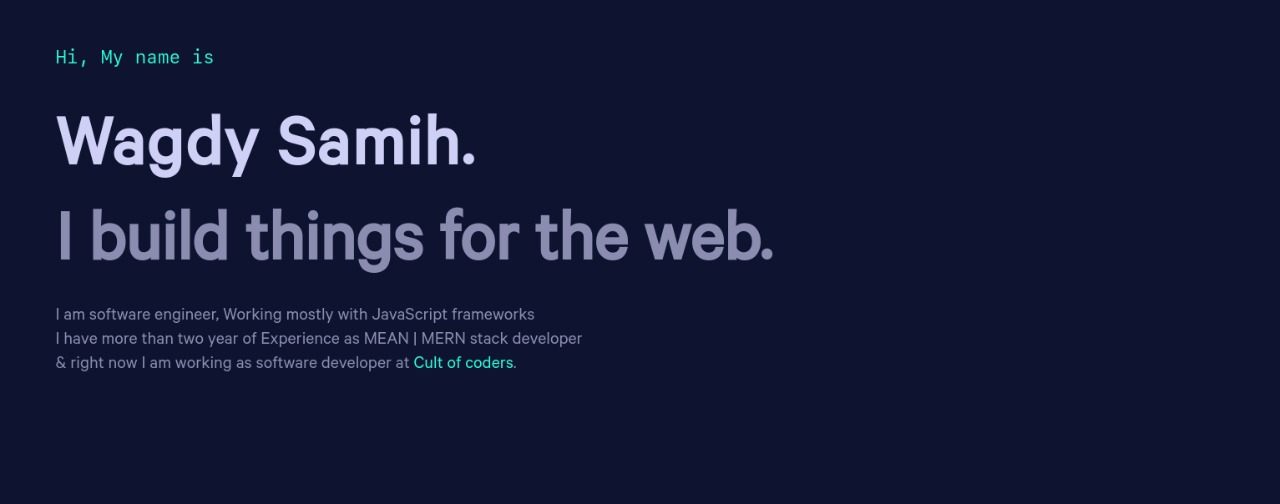 Hi, My name is
Wagdy Samih.
I build things for the web.
I am software engineer, Working mostly with JavaScript frameworks
I have more than two year of Experience as MEAN | MERN stack developer
& right now I am working as software developer at Cult of coders.